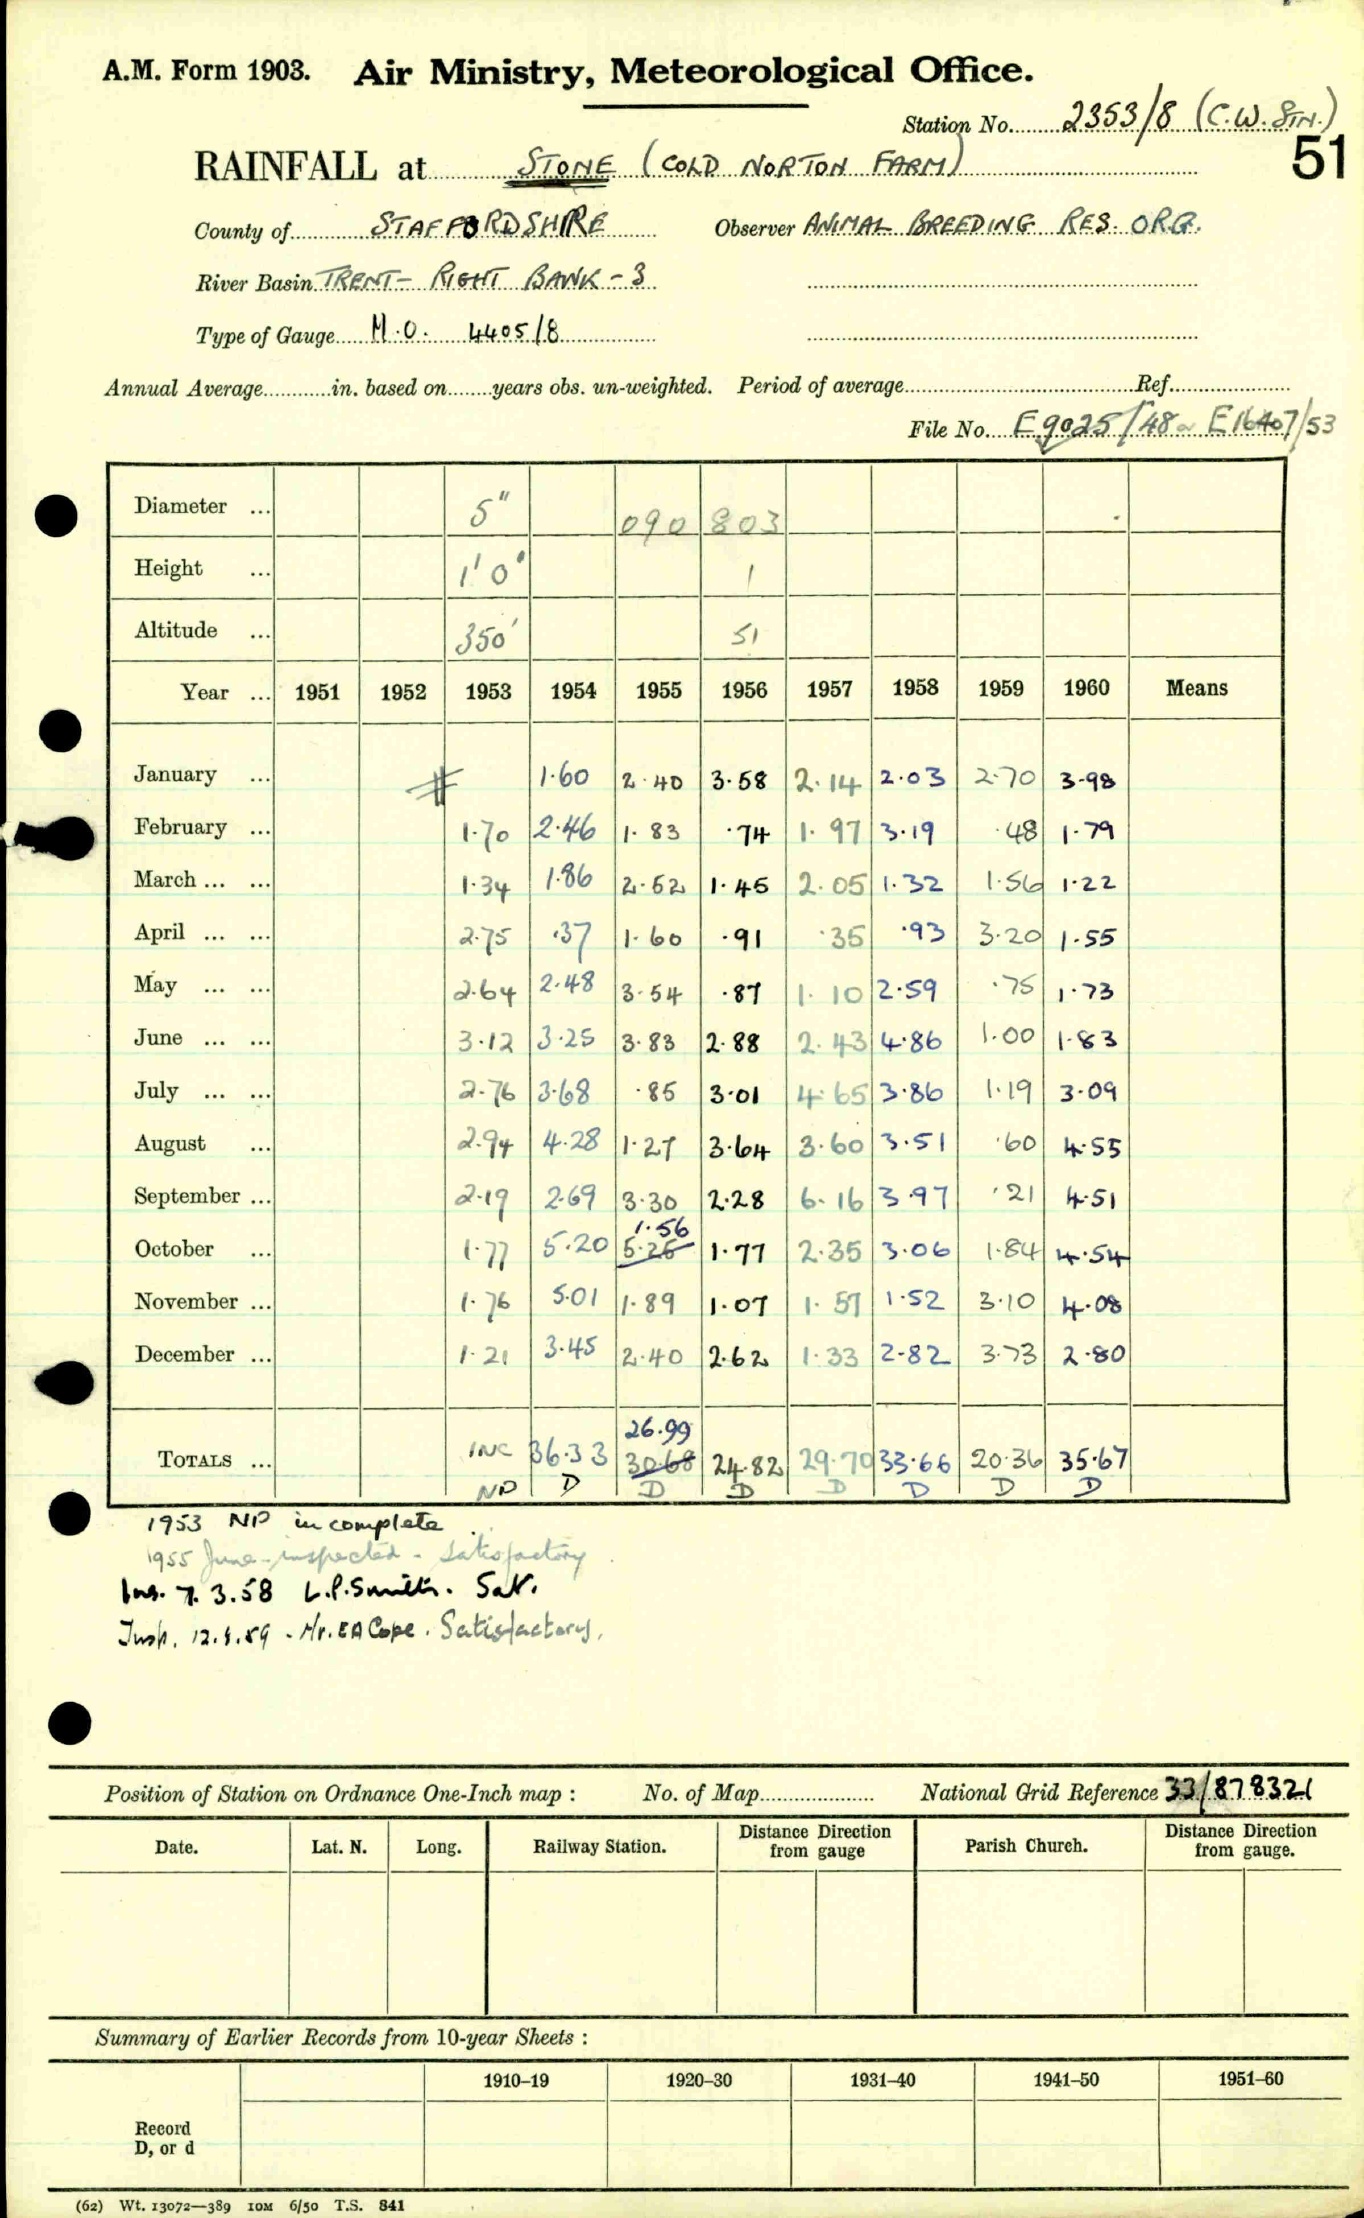 A.M. Form 1903. Air Ministry, Meteorological Office.
Station No. 2353/8 (C.W. STN.)
51
RAINFALL at STONE (COLD NORTON FARM)
County of STAFFORDSHIRE Observer ANIMAL BREEDING RES. ORG.
River Basin TRENT - RIGHT BANK - 3
Type of Gauge M.O. 4405/8
Annual Average in. based on years obs. un-weighted. Period of average Ref.
File No. E9025/48 E16407/53
Diameter ... 5" 090 803
Height ... 1' 0" 1
Altitude ... 350' 51
Year ... 1951 1952 1953 1954 1955 1956 1957 1958 1959 1960 Means
January ... 1.60 2.40 3.58 2.14 2.03 2.70 3.98
February ... 1.70 2.46 1.83 .74 1.97 3.19 .48 1.79
March ... ... 1.34 1.86 2.52 1.45 2.05 1.32 1.56 1.22
April ... ... 2.75 .37 1.60 .91 .35 .93 3.20 1.55
May ... ... 2.64 2.48 3.54 .87 1.10 2.59 .75 1.73
June ... ... 3.12 3.25 3.83 2.88 2.43 4.86 1.00 1.83
July ... ... 2.76 3.68 .85 3.01 4.65 3.86 1.19 3.09
August ... 2.94 4.28 1.27 3.64 3.60 3.51 .60 4.55
September ... 2.19 2.69 3.30 2.28 6.16 3.97 .21 4.51
1.56
October ... 1.77 5.20 5.25 1.77 2.35 3.06 1.84 4.54
November ... 1.76 5.01 1.89 1.07 1.57 1.52 3.10 4.08
December ... 1.21 3.45 2.40 2.62 1.33 2.82 3.73 2.80
26.99
TOTALS ... INC 36.33 30.68 24.82 29.70 33.66 20.36 35.67
NP D D D D D D D
1953 NP incomplete
1955 June - inspected - satisfactory.
Ins. 7.3.58 L.P. Smith. Sat.
Insp. 12.8.59 - Mr. E A Cope. Satisfactory.
Position of Station on Ordnance One-Inch map : No. of Map National Grid Reference 33/878321
Date. Lat. N. Long. Railway Station. Distance Direction from gauge Parish Church. Distance Direction from gauge.
Summary of Earlier Records from 10-year Sheets :
1910–19 1920–30 1931–40 1941–50 1951–60
Record
D, or d
(62) Wt. 13072—389 10M 6/50 T.S. 841